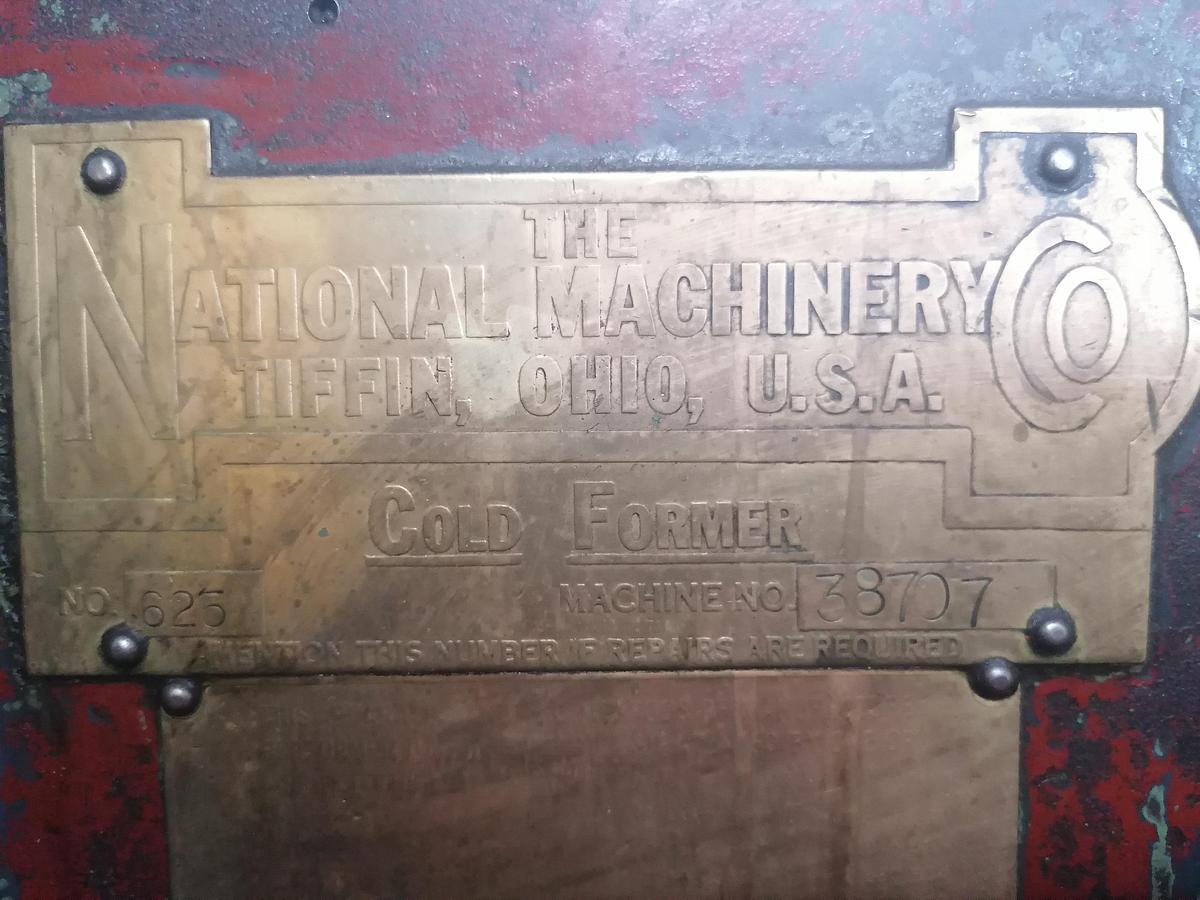 THE
NATIONAL MACHINERY CO
TIFFIN, OHIO, U.S.A.
COLD FORMER
NO. 623 MACHINE NO. 38707
MENTION THIS NUMBER IF REPAIRS ARE REQUIRED